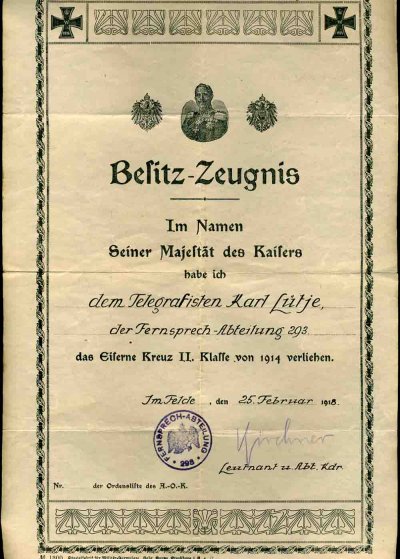 Besitz-Zeugnis
Im Namen
Seiner Majestät des Kaisers
habe ich
dem Telegrafisten Karl Lütje,
der Fernsprech-Abteilung 293
das Eiserne Kreuz II. Klasse von 1914 verliehen.
Im Felde, den 25. Februar 1918.
FERNSPRECH-ABTEILUNG
293
Kirchner
Leutnant u. Abt. Kdr.
Nr. der Ordensliste des A.-O.-K.